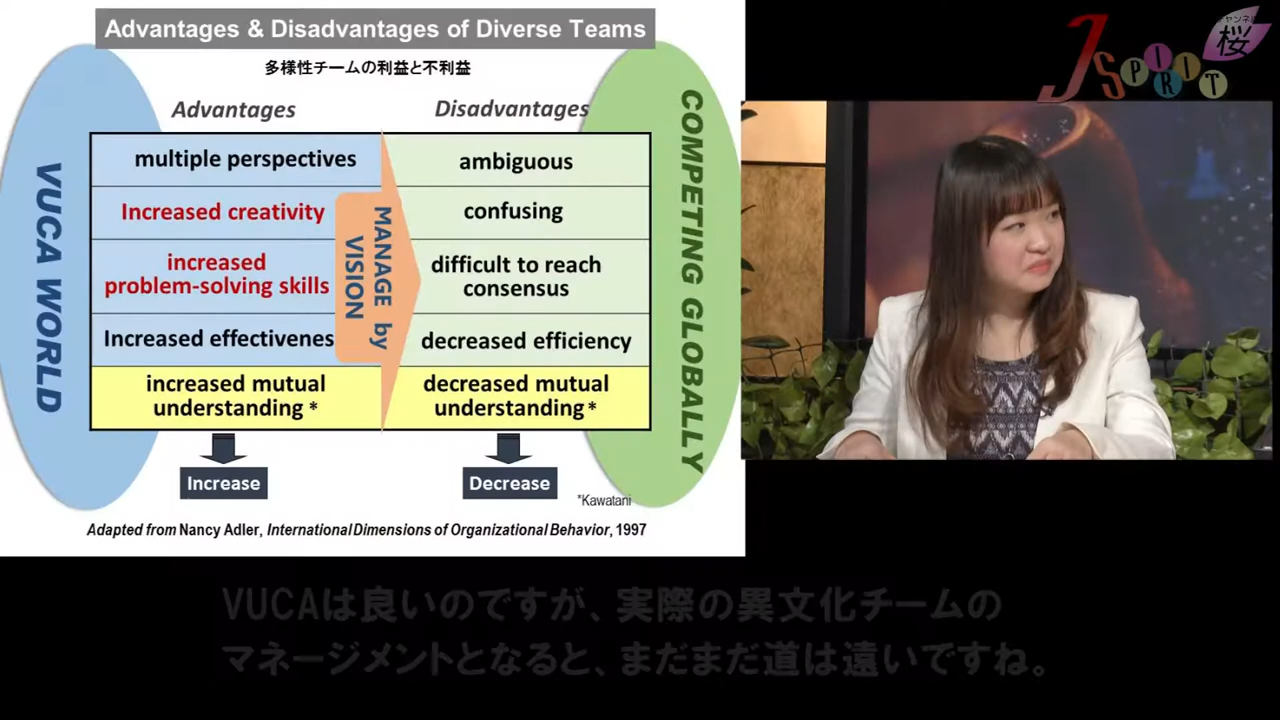 Advantages & Disadvantages of Diverse Teams
多様性チームの利益と不利益
Advantages
Disadvantages
multiple perspectives
ambiguous
Increased creativity
confusing
increased
problem-solving skills
difficult to reach
consensus
Increased effectivenes
decreased efficiency
increased mutual
understanding *
decreased mutual
understanding *
MANAGE by
VISION
VUCA WORLD
COMPETING GLOBALLY
Increase
Decrease
*Kawatani
Adapted from Nancy Adler, International Dimensions of Organizational Behavior, 1997
J SPIRIT
チャンネル
桜
VUCAは良いのですが、実際の異文化チームの
マネージメントとなると、まだまだ道は遠いですね。